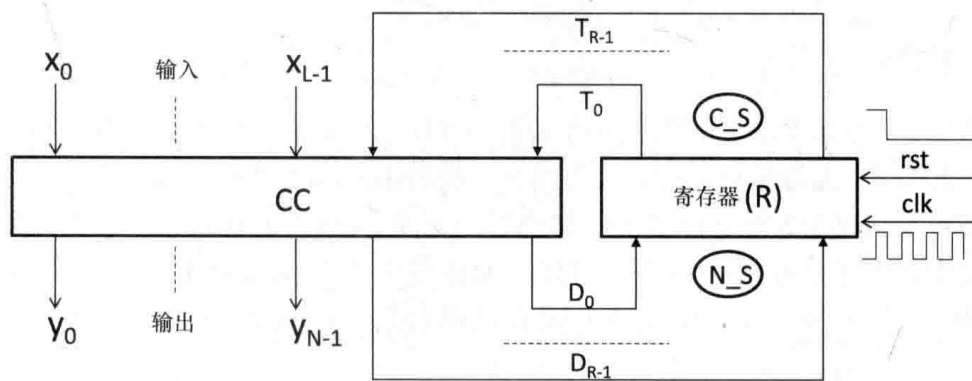 T_{R-1}
x_0 输入 x_{L-1}
T_0 C_S
rst
CC 寄存器(R)
clk
N_S
D_0
y_0 输出 y_{N-1}
D_{R-1}